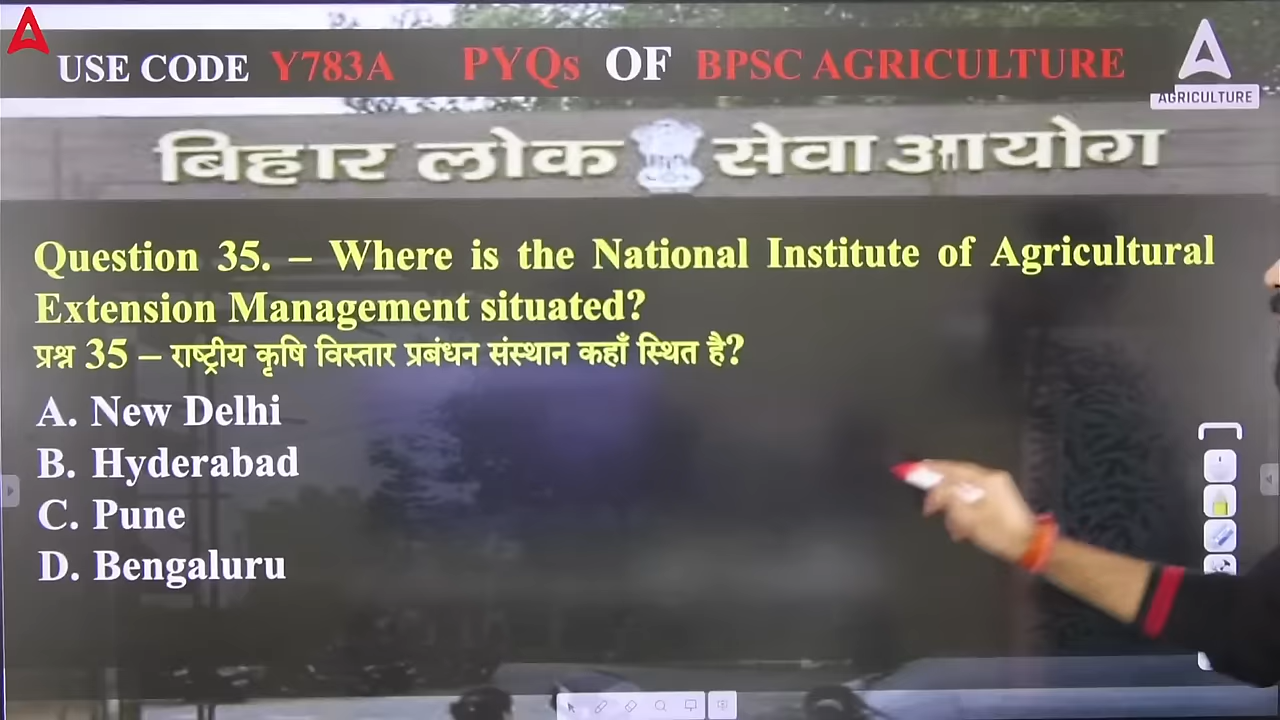 USE CODE Y783A PYQs OF BPSC AGRICULTURE
AGRICULTURE
बिहार लोक सेवा आयोग
Question 35. – Where is the National Institute of Agricultural
Extension Management situated?
प्रश्न 35 – राष्ट्रीय कृषि विस्तार प्रबंधन संस्थान कहाँ स्थित है?
A. New Delhi
B. Hyderabad
C. Pune
D. Bengaluru